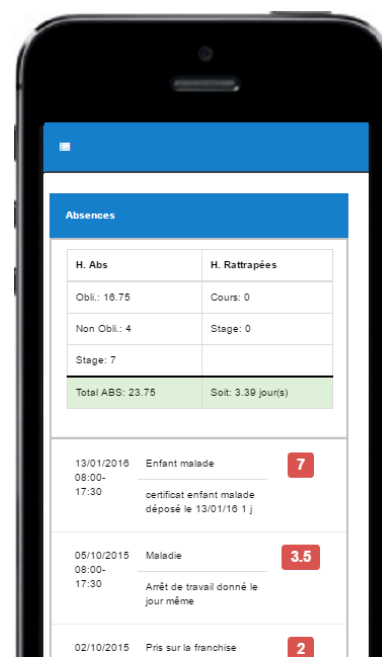 Absences
H. Abs H. Rattrapées
Obli.: 16.75 Cours: 0
Non Obli.: 4 Stage: 0
Stage: 7
Total ABS: 23.75 Soit: 3.39 jour(s)
13/01/2016 Enfant malade 7
08:00-
17:30 certificat enfant malade
déposé le 13/01/16 1 j
05/10/2015 Maladie 3.5
08:00-
17:30 Arrêt de travail donné le
jour même
02/10/2015 Pris sur la franchise 2